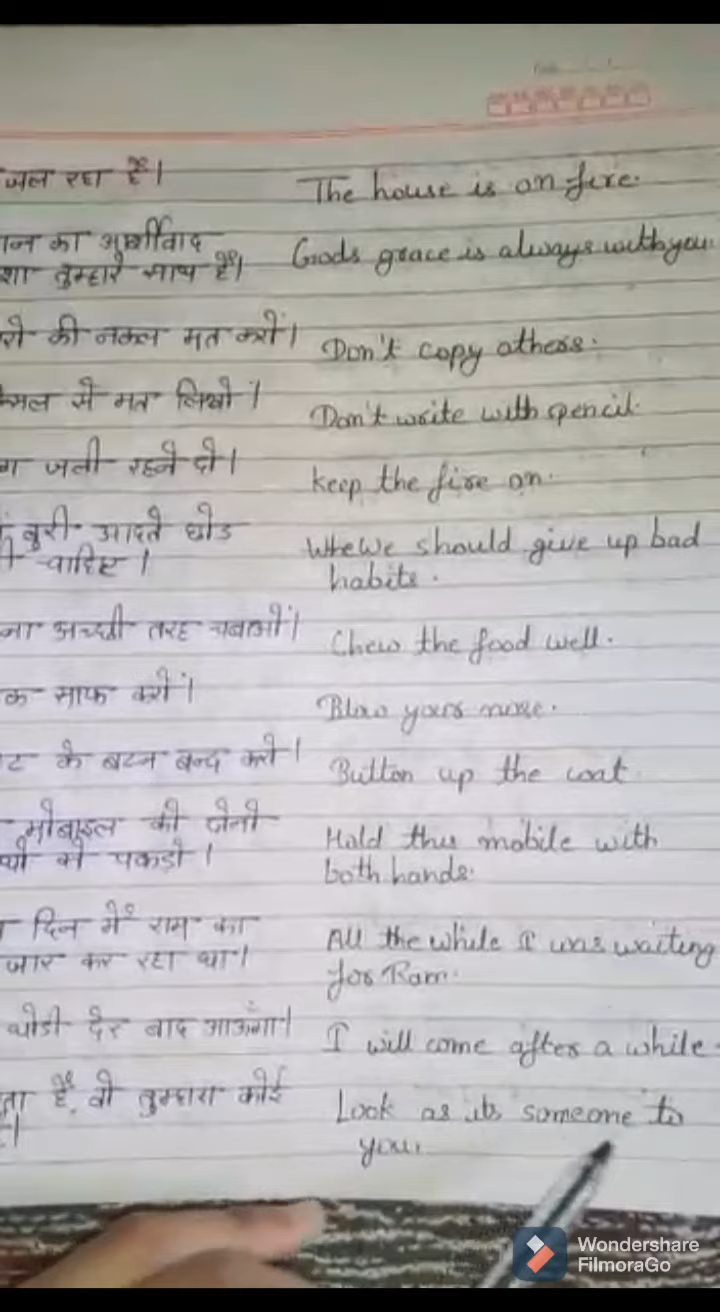 जल रहा है। The house is on fire.
का आर्शीवाद God's grace is always with you.
तुम्हारे साथ है।
की नकल मत करों। Don't copy others.
से मत लिखो। Don't write with pencil.
जली रहने दो। keep the fire on.
बुरी आदते छोड We should give up bad
चाहिए। habits.
अच्छी तरह चबाओं। Chew the food well.
साफ करों। Blow yours nose.
के बटन बन्द करो। Button up the coat
मोबाइल को दोनो Hold this mobile with
में पकड़ो। both hands.
दिन में राम का All the while I was waiting
कर रहा था। for Ram.
थोडी देर बाद आऊँगा। I will come after a while.
है, वो तुम्हारा कोई Look as its someone to
you.
Wondershare
FilmoraGo